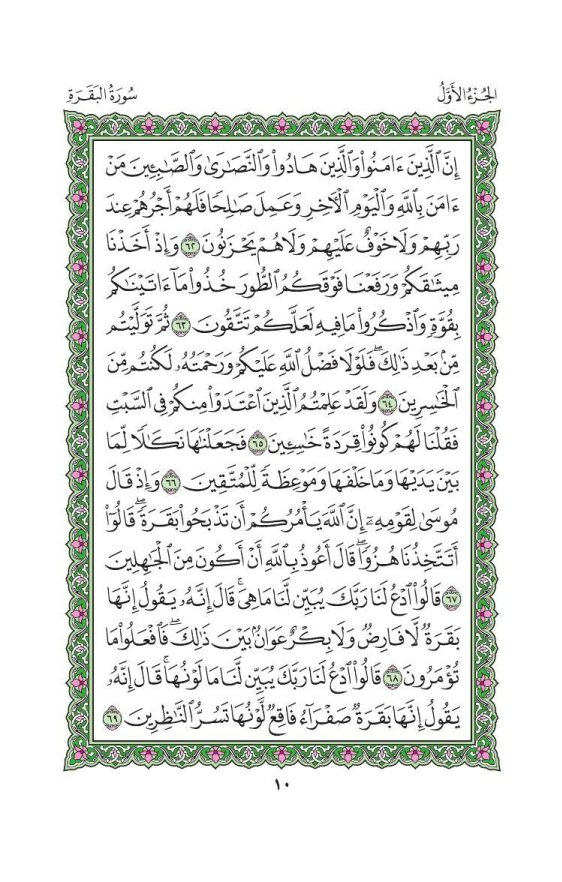 الجُزْءُ الأَوَّلُ
سُورَةُ البَقَرَةِ
إِنَّ ٱلَّذِينَ ءَامَنُوا۟ وَٱلَّذِينَ هَادُوا۟ وَٱلنَّصَٰرَىٰ وَٱلصَّٰبِـِٔينَ مَنْ
ءَامَنَ بِٱللَّهِ وَٱلْيَوْمِ ٱلْأٓخِرِ وَعَمِلَ صَٰلِحًا فَلَهُمْ أَجْرُهُمْ عِندَ
رَبِّهِمْ وَلَا خَوْفٌ عَلَيْهِمْ وَلَا هُمْ يَحْزَنُونَ ٦٢ وَإِذْ أَخَذْنَا
مِيثَٰقَكُمْ وَرَفَعْنَا فَوْقَكُمُ ٱلطُّورَ خُذُوا۟ مَآ ءَاتَيْنَٰكُم
بِقُوَّةٍ وَٱذْكُرُوا۟ مَا فِيهِ لَعَلَّكُمْ تَتَّقُونَ ٦٣ ثُمَّ تَوَلَّيْتُم
مِّنۢ بَعْدِ ذَٰلِكَ ۖ فَلَوْلَا فَضْلُ ٱللَّهِ عَلَيْكُمْ وَرَحْمَتُهُۥ لَكُنتُم مِّنَ
ٱلْخَٰسِرِينَ ٦٤ وَلَقَدْ عَلِمْتُمُ ٱلَّذِينَ ٱعْتَدَوْا۟ مِنكُمْ فِى ٱلسَّبْتِ
فَقُلْنَا لَهُمْ كُونُوا۟ قِرَدَةً خَٰسِـِٔينَ ٦٥ فَجَعَلْنَٰهَا نَكَٰلًا لِّمَا
بَيْنَ يَدَيْهَا وَمَا خَلْفَهَا وَمَوْعِظَةً لِّلْمُتَّقِينَ ٦٦ وَإِذْ قَالَ
مُوسَىٰ لِقَوْمِهِۦٓ إِنَّ ٱللَّهَ يَأْمُرُكُمْ أَن تَذْبَحُوا۟ بَقَرَةً ۖ قَالُوٓا۟
أَتَتَّخِذُنَا هُزُوًا ۖ قَالَ أَعُوذُ بِٱللَّهِ أَنْ أَكُونَ مِنَ ٱلْجَٰهِلِينَ
٦٧ قَالُوا۟ ٱدْعُ لَنَا رَبَّكَ يُبَيِّن لَّنَا مَا هِىَ ۚ قَالَ إِنَّهُۥ يَقُولُ إِنَّهَا
بَقَرَةٌ لَّا فَارِضٌ وَلَا بِكْرٌ عَوَانٌۢ بَيْنَ ذَٰلِكَ ۖ فَٱفْعَلُوا۟ مَا
تُؤْمَرُونَ ٦٨ قَالُوا۟ ٱدْعُ لَنَا رَبَّكَ يُبَيِّن لَّنَا مَا لَوْنُهَا ۚ قَالَ إِنَّهُۥ
يَقُولُ إِنَّهَا بَقَرَةٌ صَفْرَآءُ فَاقِعٌ لَّوْنُهَا تَسُرُّ ٱلنَّٰظِرِينَ ٦٩
١٠